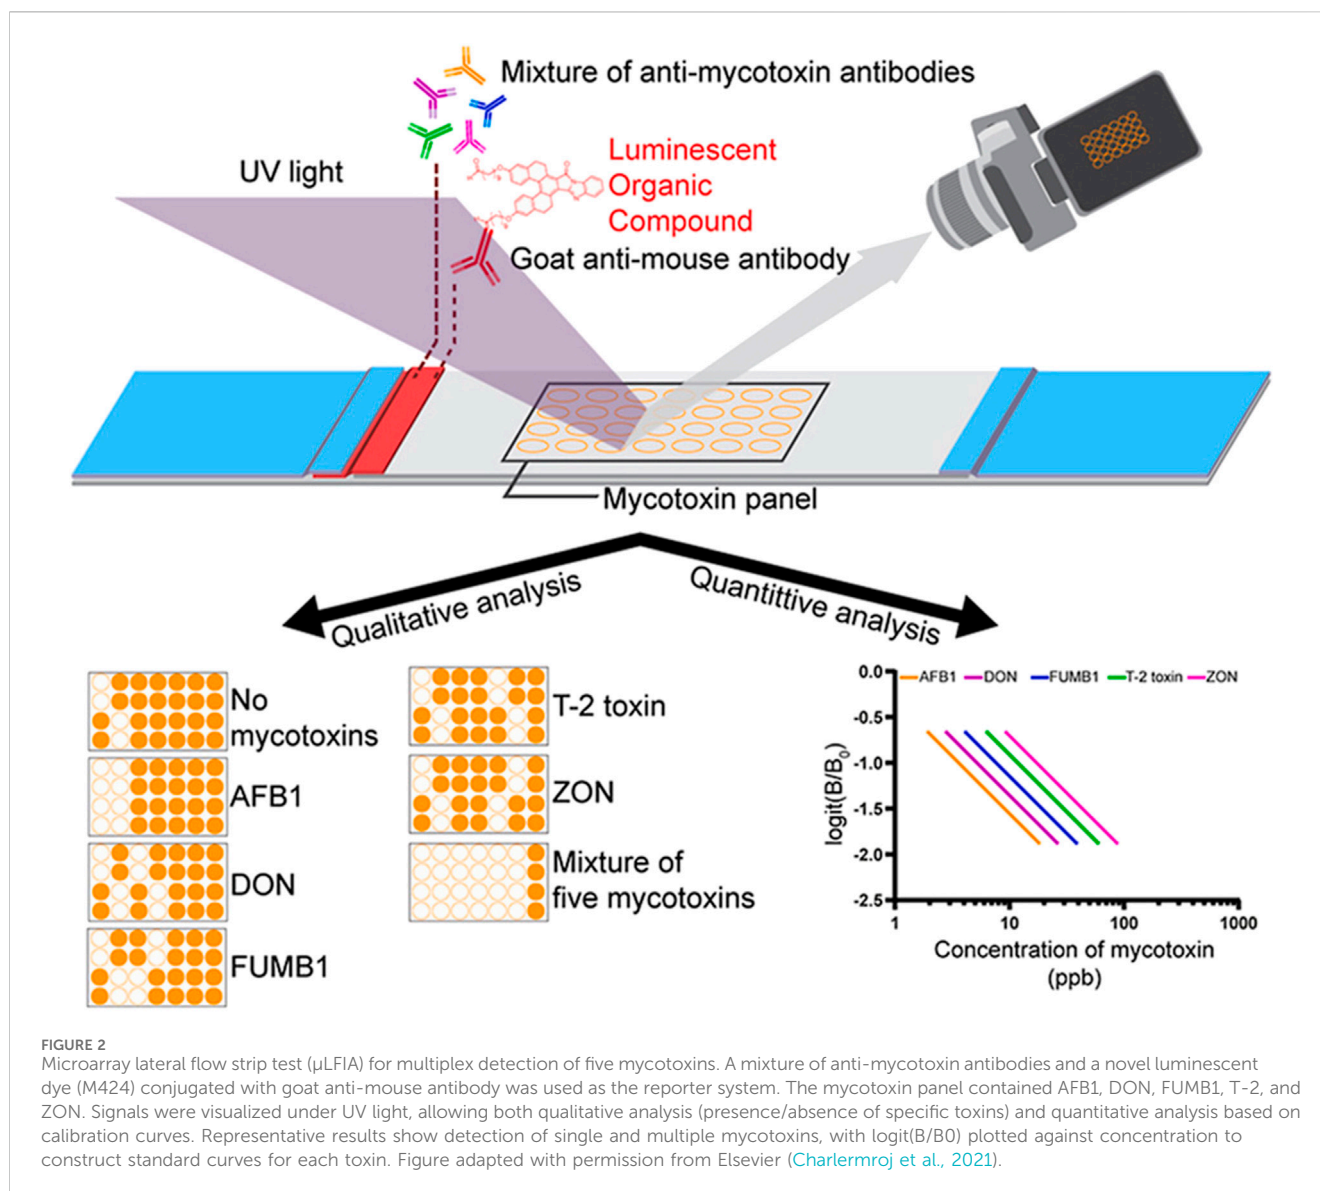 Mixture of anti-mycotoxin antibodies
UV light
Luminescent
Organic
Compound
Goat anti-mouse antibody
Mycotoxin panel
Qualitative analysis
Quantittive analysis
No
mycotoxins
AFB1
DON
FUMB1
T-2 toxin
ZON
Mixture of
five mycotoxins
AFB1 DON FUMB1 T-2 toxin ZON
logit(B/B₀)
0.0
-0.5
-1.0
-1.5
-2.0
-2.5
1 10 100 1000
Concentration of mycotoxin
(ppb)
FIGURE 2
Microarray lateral flow strip test (µLFIA) for multiplex detection of five mycotoxins. A mixture of anti-mycotoxin antibodies and a novel luminescent
dye (M424) conjugated with goat anti-mouse antibody was used as the reporter system. The mycotoxin panel contained AFB1, DON, FUMB1, T-2, and
ZON. Signals were visualized under UV light, allowing both qualitative analysis (presence/absence of specific toxins) and quantitative analysis based on
calibration curves. Representative results show detection of single and multiple mycotoxins, with logit(B/B0) plotted against concentration to
construct standard curves for each toxin. Figure adapted with permission from Elsevier (Charlermroj et al., 2021).